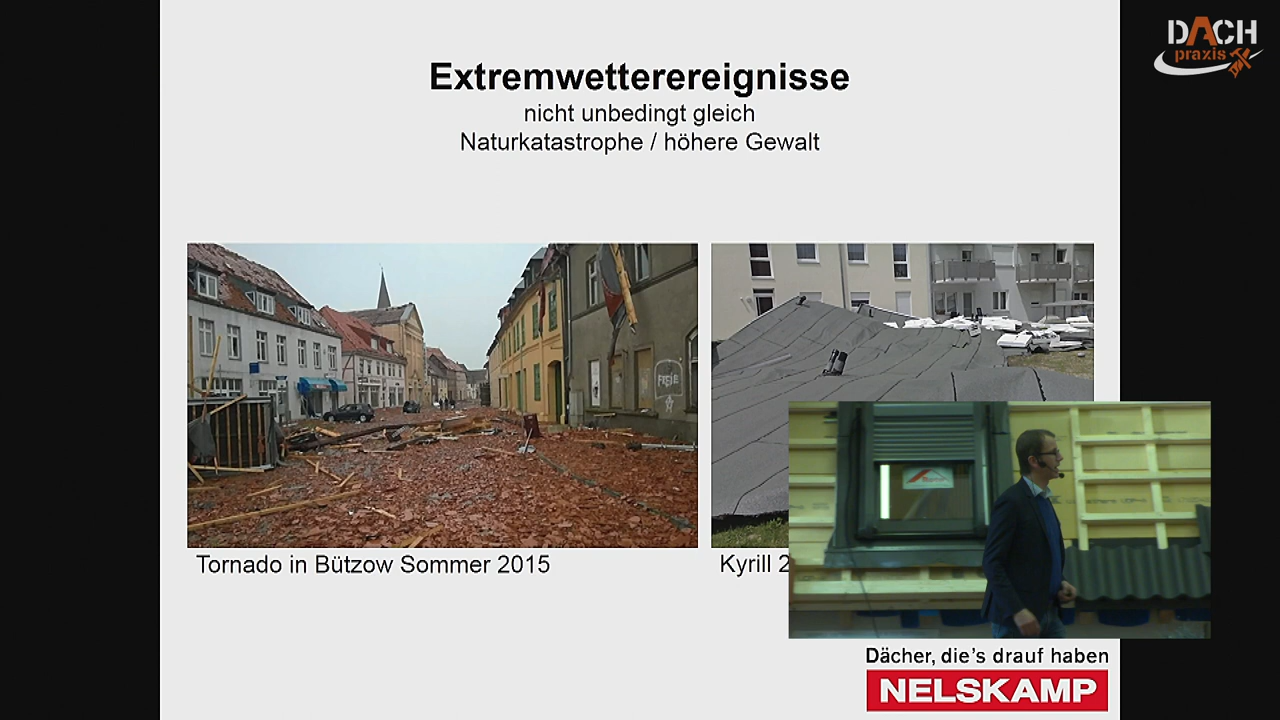 DACH
praxis
Extremwetterereignisse
nicht unbedingt gleich
Naturkatastrophe / höhere Gewalt
Tornado in Bützow Sommer 2015
Kyrill 2
Dächer, die's drauf haben
NELSKAMP